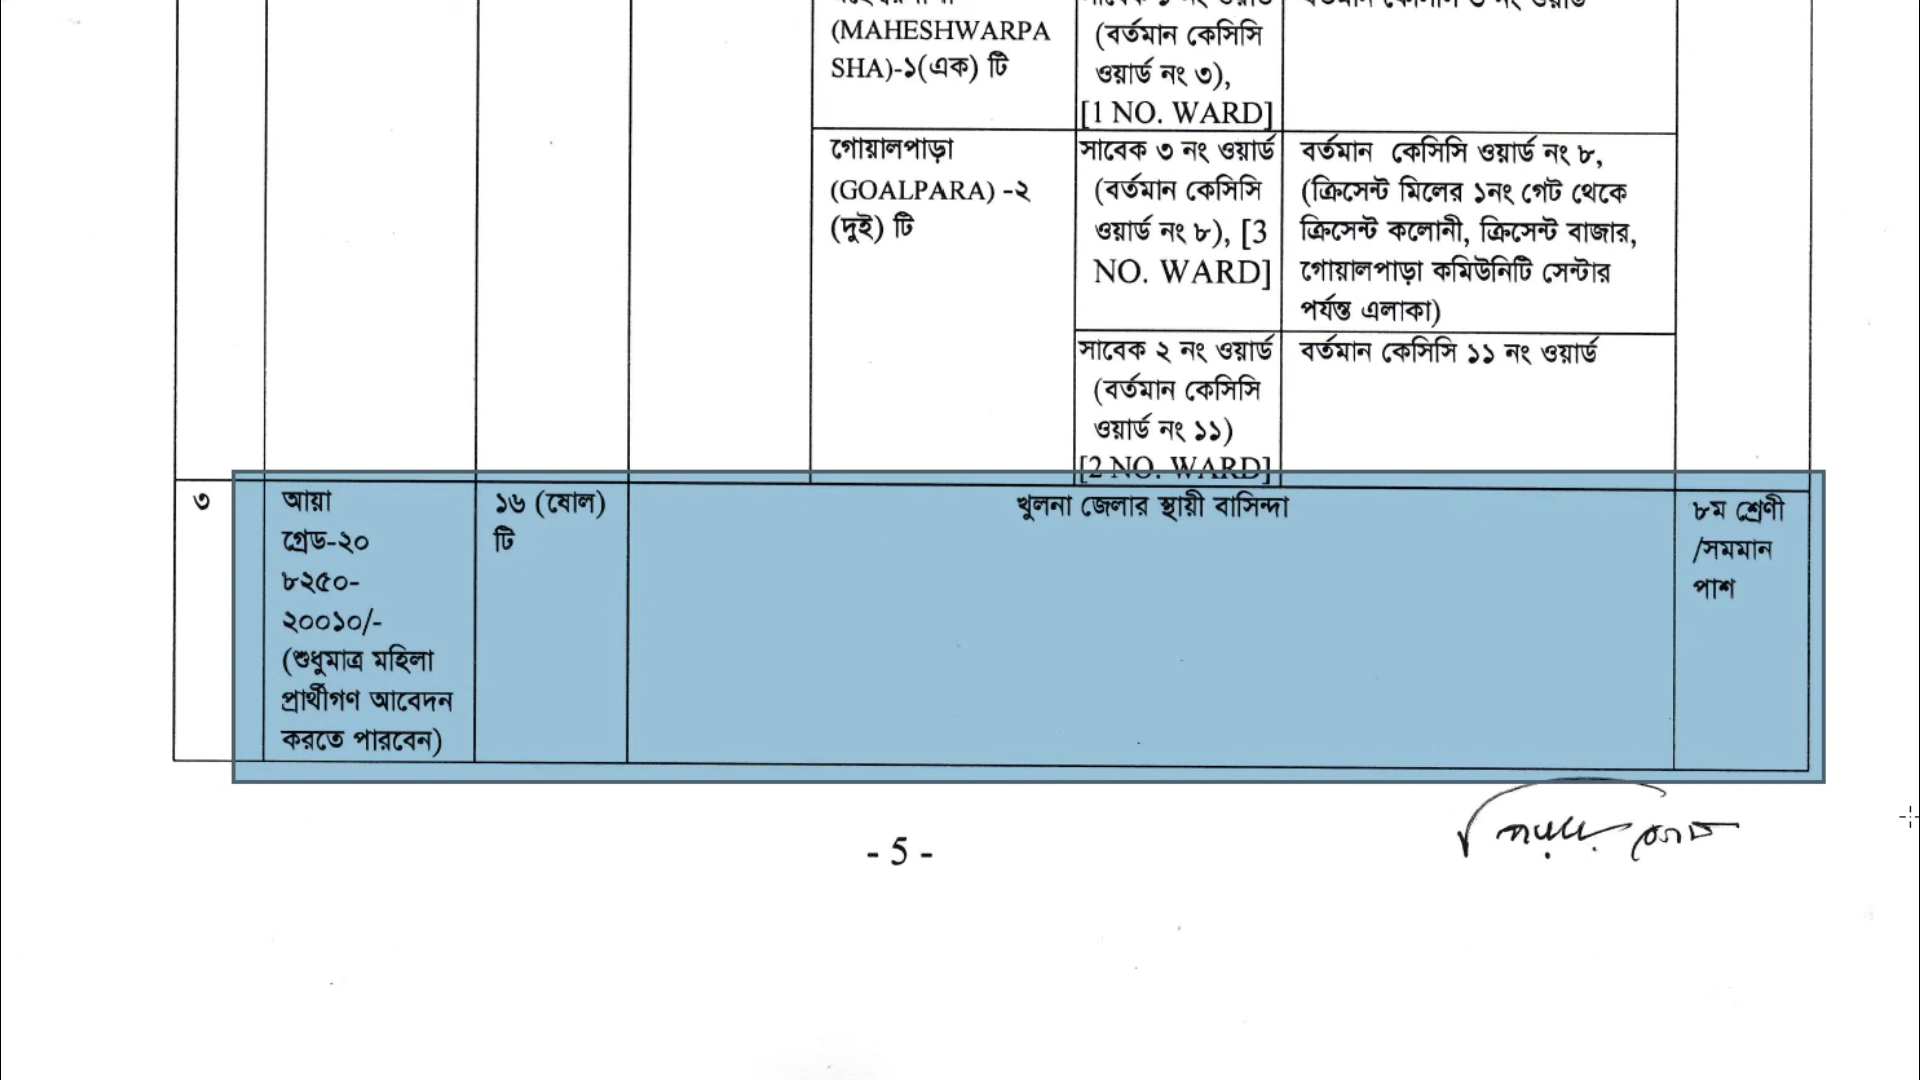 (MAHESHWARPA
SHA)-১(এক) টি
(বর্তমান কেসিসি
ওয়ার্ড নং ৩),
[1 NO. WARD]
গোয়ালপাড়া
(GOALPARA) -২
(দুই) টি
সাবেক ৩ নং ওয়ার্ড
(বর্তমান কেসিসি
ওয়ার্ড নং ৮), [3
NO. WARD]
বর্তমান কেসিসি ওয়ার্ড নং ৮,
(ক্রিসেন্ট মিলের ১নং গেট থেকে
ক্রিসেন্ট কলোনী, ক্রিসেন্ট বাজার,
গোয়ালপাড়া কমিউনিটি সেন্টার
পর্যন্ত এলাকা)
সাবেক ২ নং ওয়ার্ড
(বর্তমান কেসিসি
ওয়ার্ড নং ১১)
[2 NO. WARD]
বর্তমান কেসিসি ১১ নং ওয়ার্ড
৩
আয়া
গ্রেড-২০
৮২৫০-
২০০১০/-
(শুধুমাত্র মহিলা
প্রার্থীগণ আবেদন
করতে পারবেন)
১৬ (ষোল)
টি
খুলনা জেলার স্থায়ী বাসিন্দা
৮ম শ্রেণী
/সমমান
পাশ
- 5 -